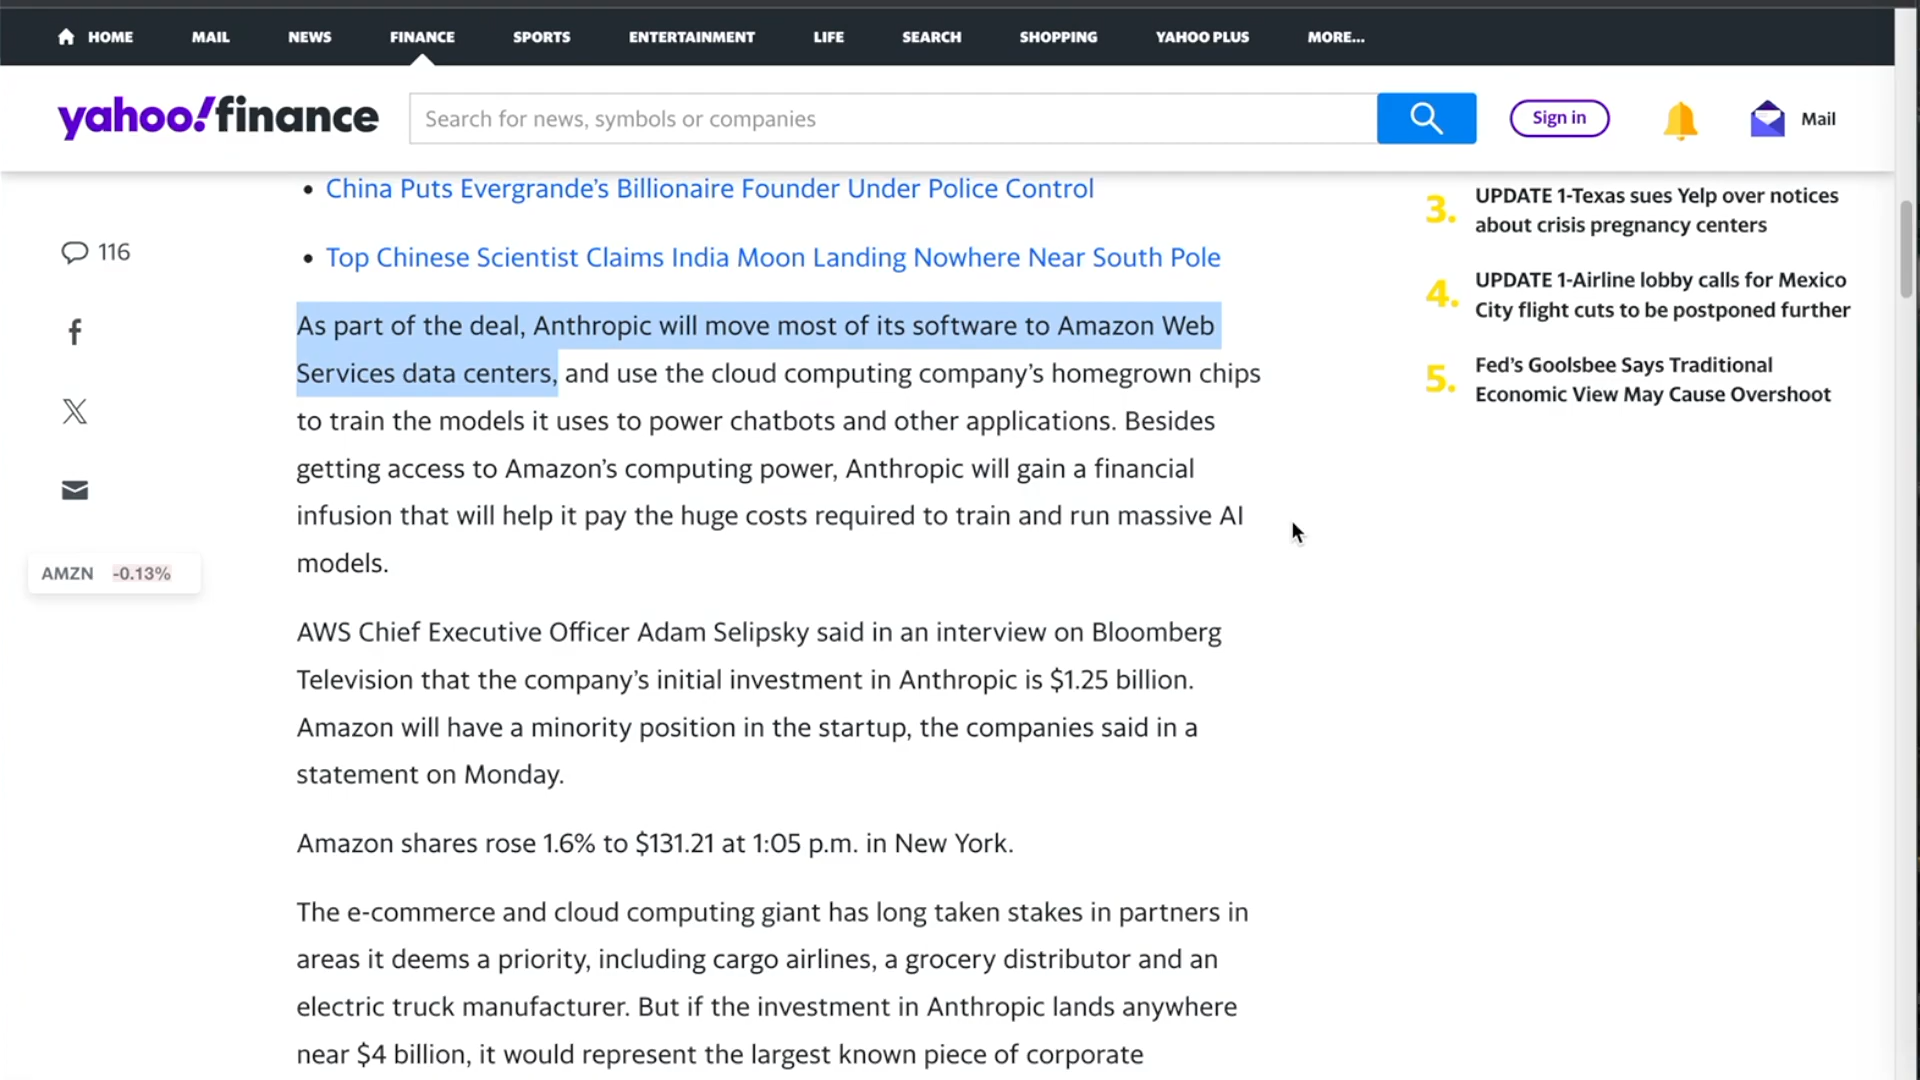 HOME MAIL NEWS FINANCE SPORTS ENTERTAINMENT LIFE SEARCH SHOPPING YAHOO PLUS MORE...
yahoo!finance
Search for news, symbols or companies
Sign in
Mail
116
AMZN -0.13%
• China Puts Evergrande’s Billionaire Founder Under Police Control
• Top Chinese Scientist Claims India Moon Landing Nowhere Near South Pole
As part of the deal, Anthropic will move most of its software to Amazon Web
Services data centers, and use the cloud computing company’s homegrown chips
to train the models it uses to power chatbots and other applications. Besides
getting access to Amazon’s computing power, Anthropic will gain a financial
infusion that will help it pay the huge costs required to train and run massive AI
models.
AWS Chief Executive Officer Adam Selipsky said in an interview on Bloomberg
Television that the company’s initial investment in Anthropic is $1.25 billion.
Amazon will have a minority position in the startup, the companies said in a
statement on Monday.
Amazon shares rose 1.6% to $131.21 at 1:05 p.m. in New York.
The e-commerce and cloud computing giant has long taken stakes in partners in
areas it deems a priority, including cargo airlines, a grocery distributor and an
electric truck manufacturer. But if the investment in Anthropic lands anywhere
near $4 billion, it would represent the largest known piece of corporate
3. UPDATE 1-Texas sues Yelp over notices
about crisis pregnancy centers
4. UPDATE 1-Airline lobby calls for Mexico
City flight cuts to be postponed further
5. Fed’s Goolsbee Says Traditional
Economic View May Cause Overshoot